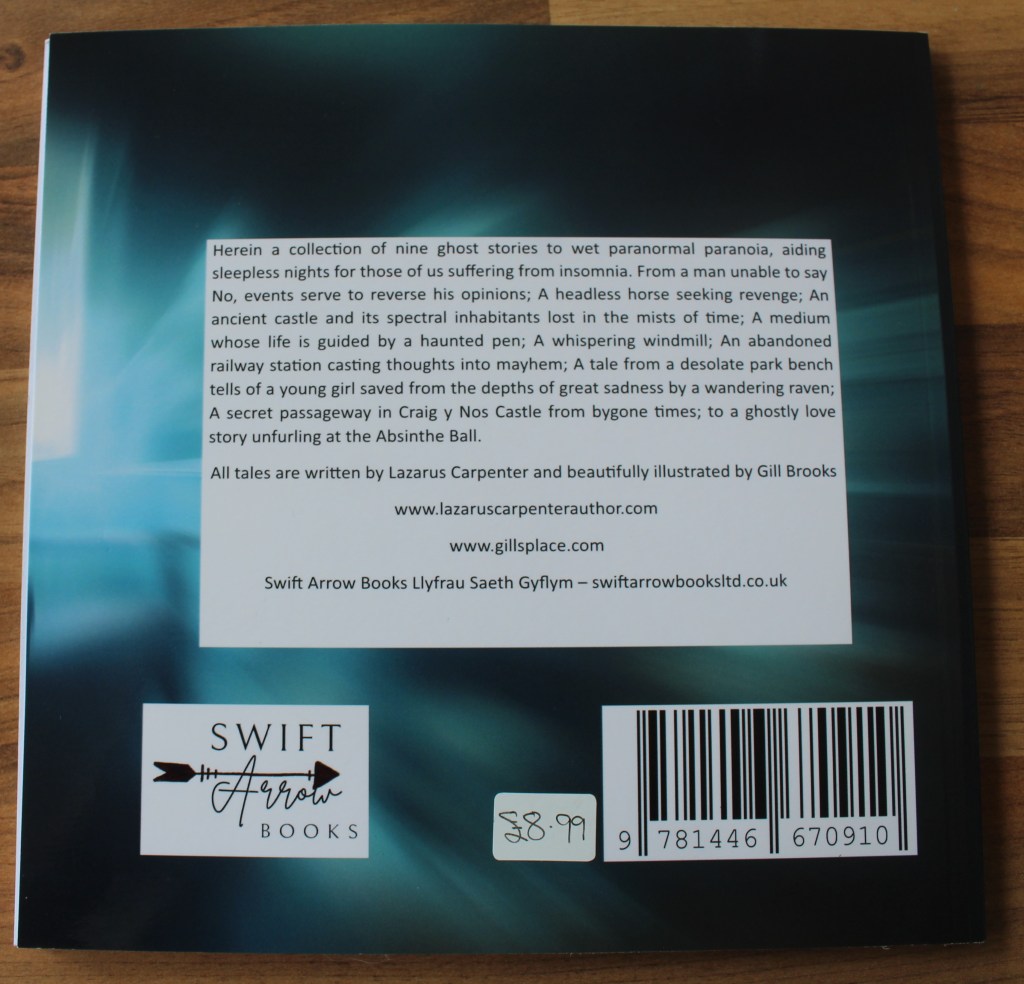 Herein a collection of nine ghost stories to wet paranormal paranoia, aiding
sleepless nights for those of us suffering from insomnia. From a man unable to say
No, events serve to reverse his opinions; A headless horse seeking revenge; An
ancient castle and its spectral inhabitants lost in the mists of time; A medium
whose life is guided by a haunted pen; A whispering windmill; An abandoned
railway station casting thoughts into mayhem; A tale from a desolate park bench
tells of a young girl saved from the depths of great sadness by a wandering raven;
A secret passageway in Craig y Nos Castle from bygone times; to a ghostly love
story unfurling at the Absinthe Ball.
All tales are written by Lazarus Carpenter and beautifully illustrated by Gill Brooks
www.lazaruscarpenterauthor.com
www.gillsplace.com
Swift Arrow Books Llyfrau Saeth Gyflym – swiftarrowbooksltd.co.uk
SWIFT
Arrow
BOOKS
£8.99
9 781446 670910